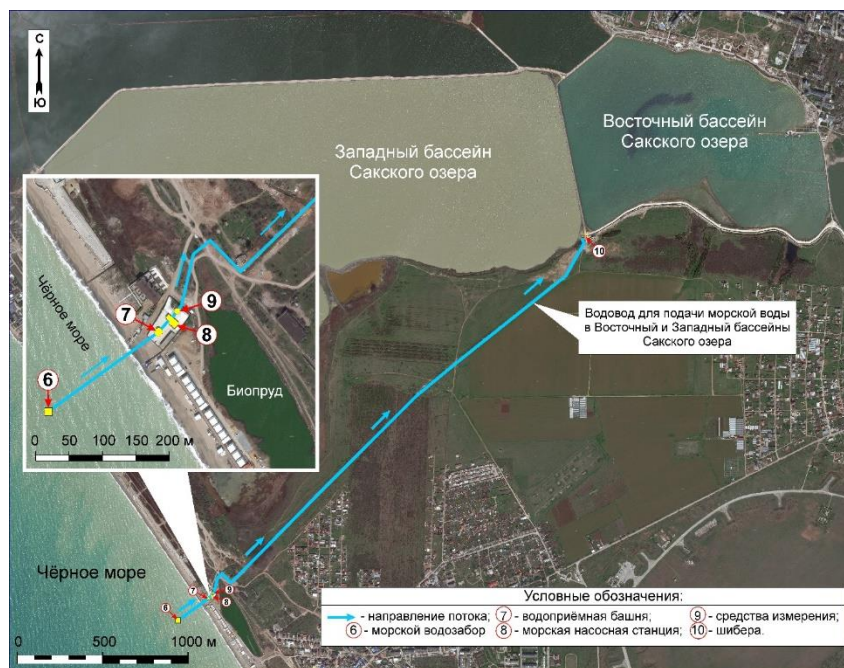 С
Ю
Западный бассейн
Сакского озера
Восточный бассейн
Сакского озера
10
Водовод для подачи морской воды
в Восточный и Западный бассейны
Сакского озера
Чёрное море
6
7
9
8
Биопруд
0 50 100 150 200 м
Чёрное море
6
7
9
8
0 500 1000 м
Условные обозначения:
- направление потока; 7 - водоприёмная башня; 9 - средства измерения;
6 - морской водозабор 8 - морская насосная станция; 10 - шибера.